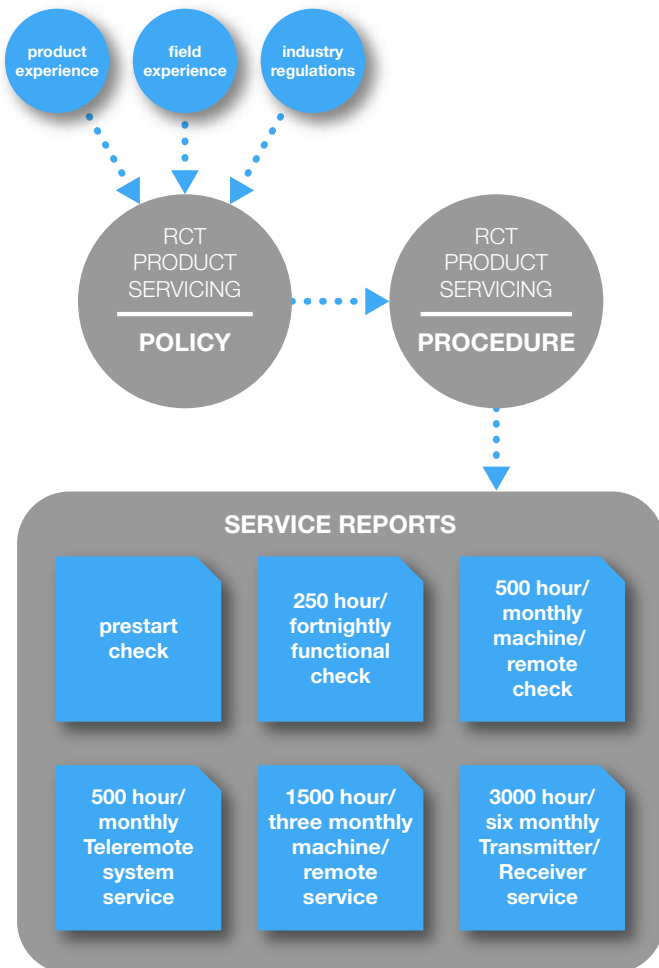 product
experience
field
experience
industry
regulations
RCT
PRODUCT
SERVICING
POLICY
RCT
PRODUCT
SERVICING
PROCEDURE
SERVICE REPORTS
prestart
check
250 hour/
fortnightly
functional
check
500 hour/
monthly
machine/
remote
check
500 hour/
monthly
Teleremote
system
service
1500 hour/
three monthly
machine/
remote
service
3000 hour/
six monthly
Transmitter/
Receiver
service